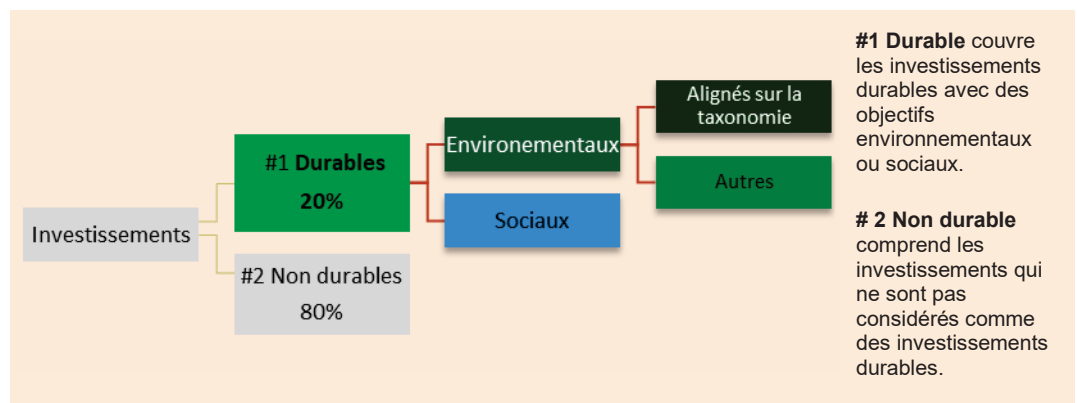 Investissements
#1 Durables
20%
#2 Non durables
80%
Environementaux
Sociaux
Alignés sur la
taxonomie
Autres
#1 Durable couvre
les investissements
durables avec des
objectifs
environnementaux
ou sociaux.
# 2 Non durable
comprend les
investissements qui
ne sont pas
considérés comme
des investissements
durables.